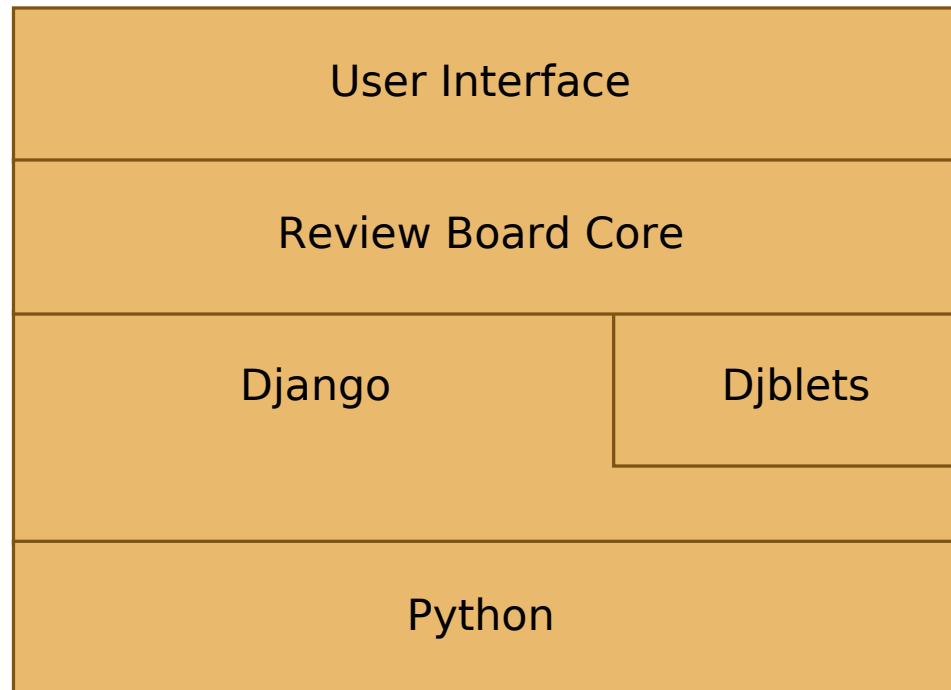 User Interface
Review Board Core
Django
Djblets
Python